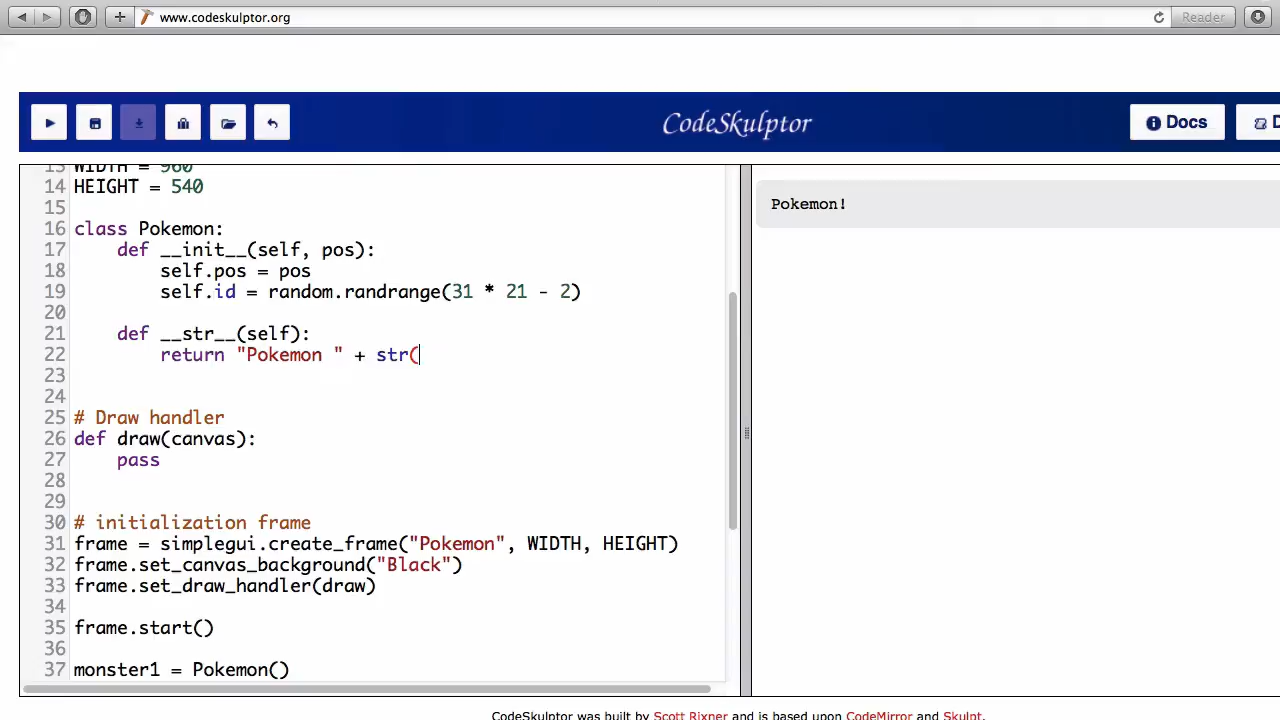 www.codeskulptor.org
Reader
CodeSkulptor
Docs
D
13 WIDTH = 960
14 HEIGHT = 540
15
16 class Pokemon:
17     def __init__(self, pos):
18         self.pos = pos
19         self.id = random.randrange(31 * 21 - 2)
20
21     def __str__(self):
22         return "Pokemon " + str(
23
24
25 # Draw handler
26 def draw(canvas):
27     pass
28
29
30 # initialization frame
31 frame = simplegui.create_frame("Pokemon", WIDTH, HEIGHT)
32 frame.set_canvas_background("Black")
33 frame.set_draw_handler(draw)
34
35 frame.start()
36
37 monster1 = Pokemon()
Pokemon!
CodeSkulptor was built by Scott Rixner and is based upon CodeMirror and Skulpt.